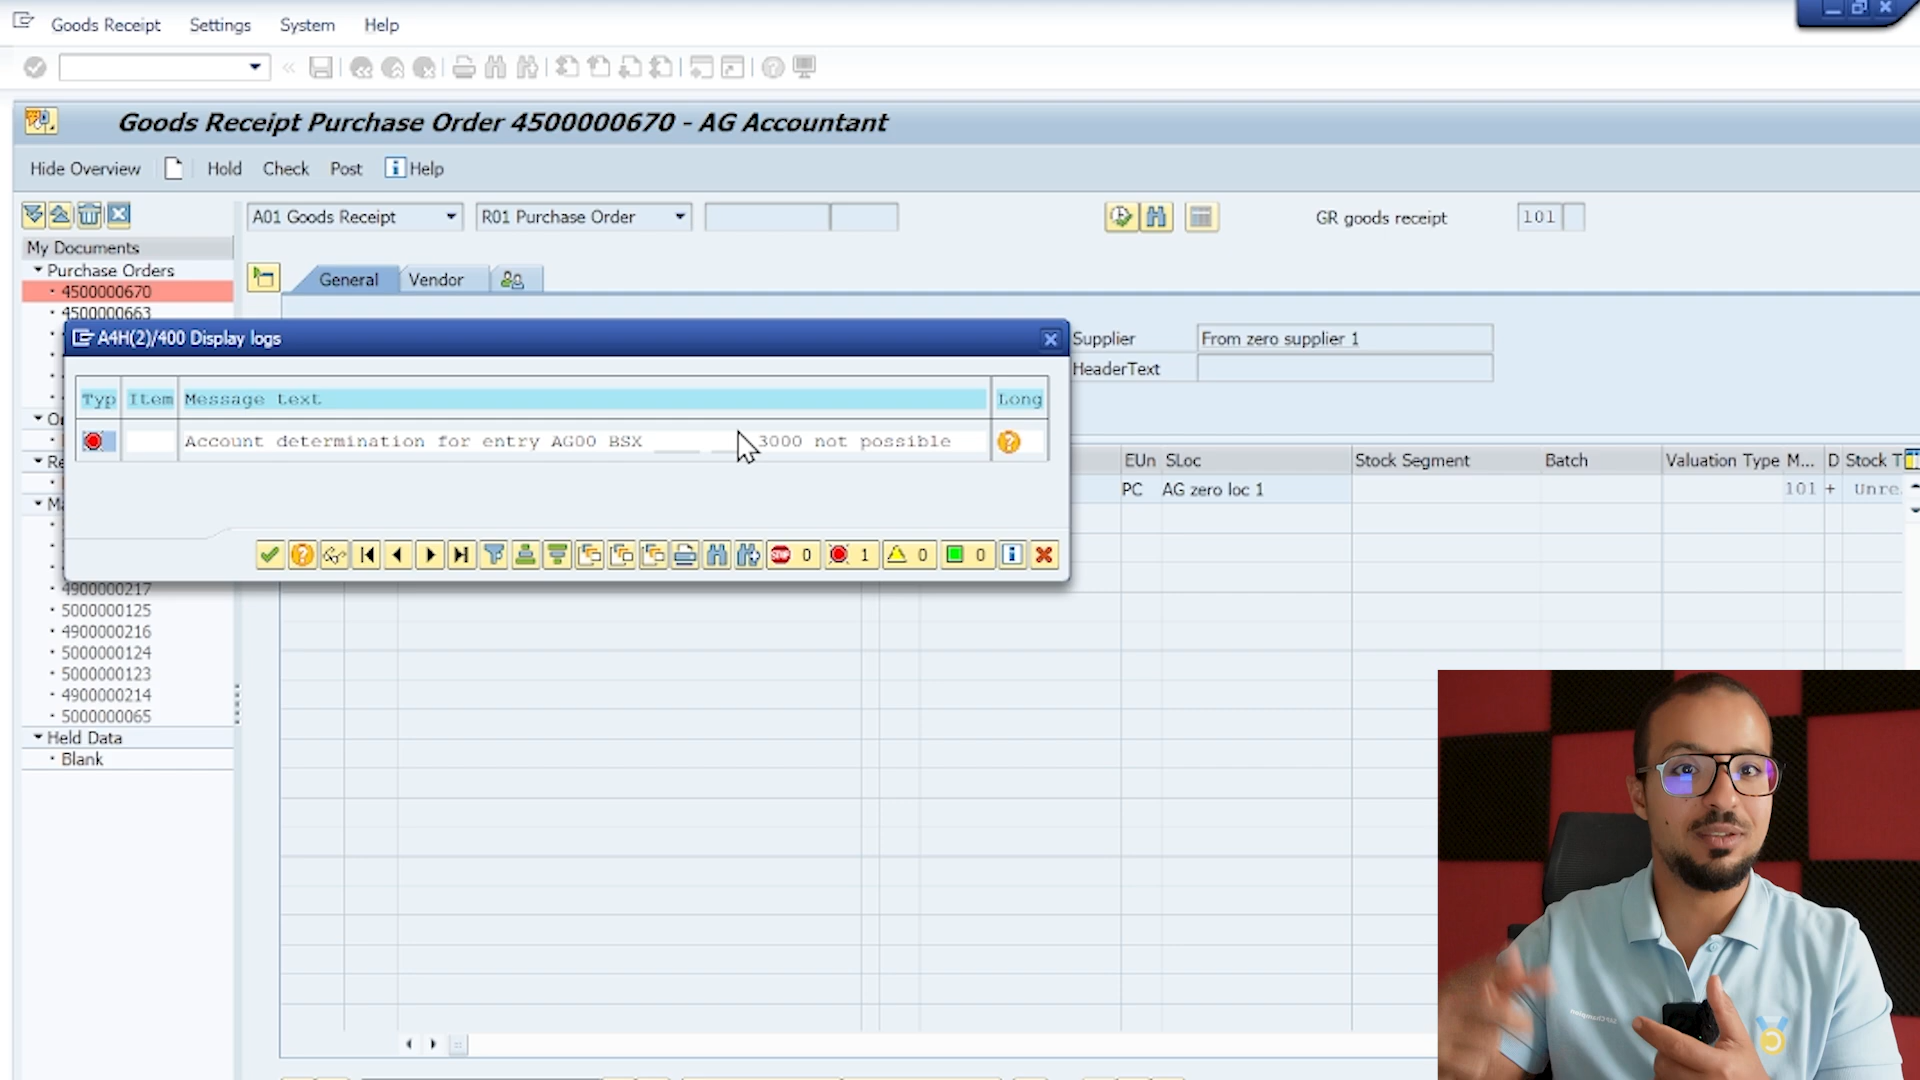 Goods Receipt Settings System Help
Goods Receipt Purchase Order 4500000670 - AG Accountant
Hide Overview Hold Check Post Help
A01 Goods Receipt R01 Purchase Order GR goods receipt 101
My Documents
Purchase Orders
4500000670
4500000663
General Vendor
A4H(2)/400 Display logs
Supplier From zero supplier 1
HeaderText
Typ Item Message text Long
Account determination for entry AG00 BSX ____ 3000 not possible
EUn SLoc Stock Segment Batch Valuation Type M... D Stock T
PC AG zero loc 1 101 + Unre
STOP 0 1 0 0
4900000217
5000000125
4900000216
5000000124
5000000123
4900000214
5000000065
Held Data
Blank